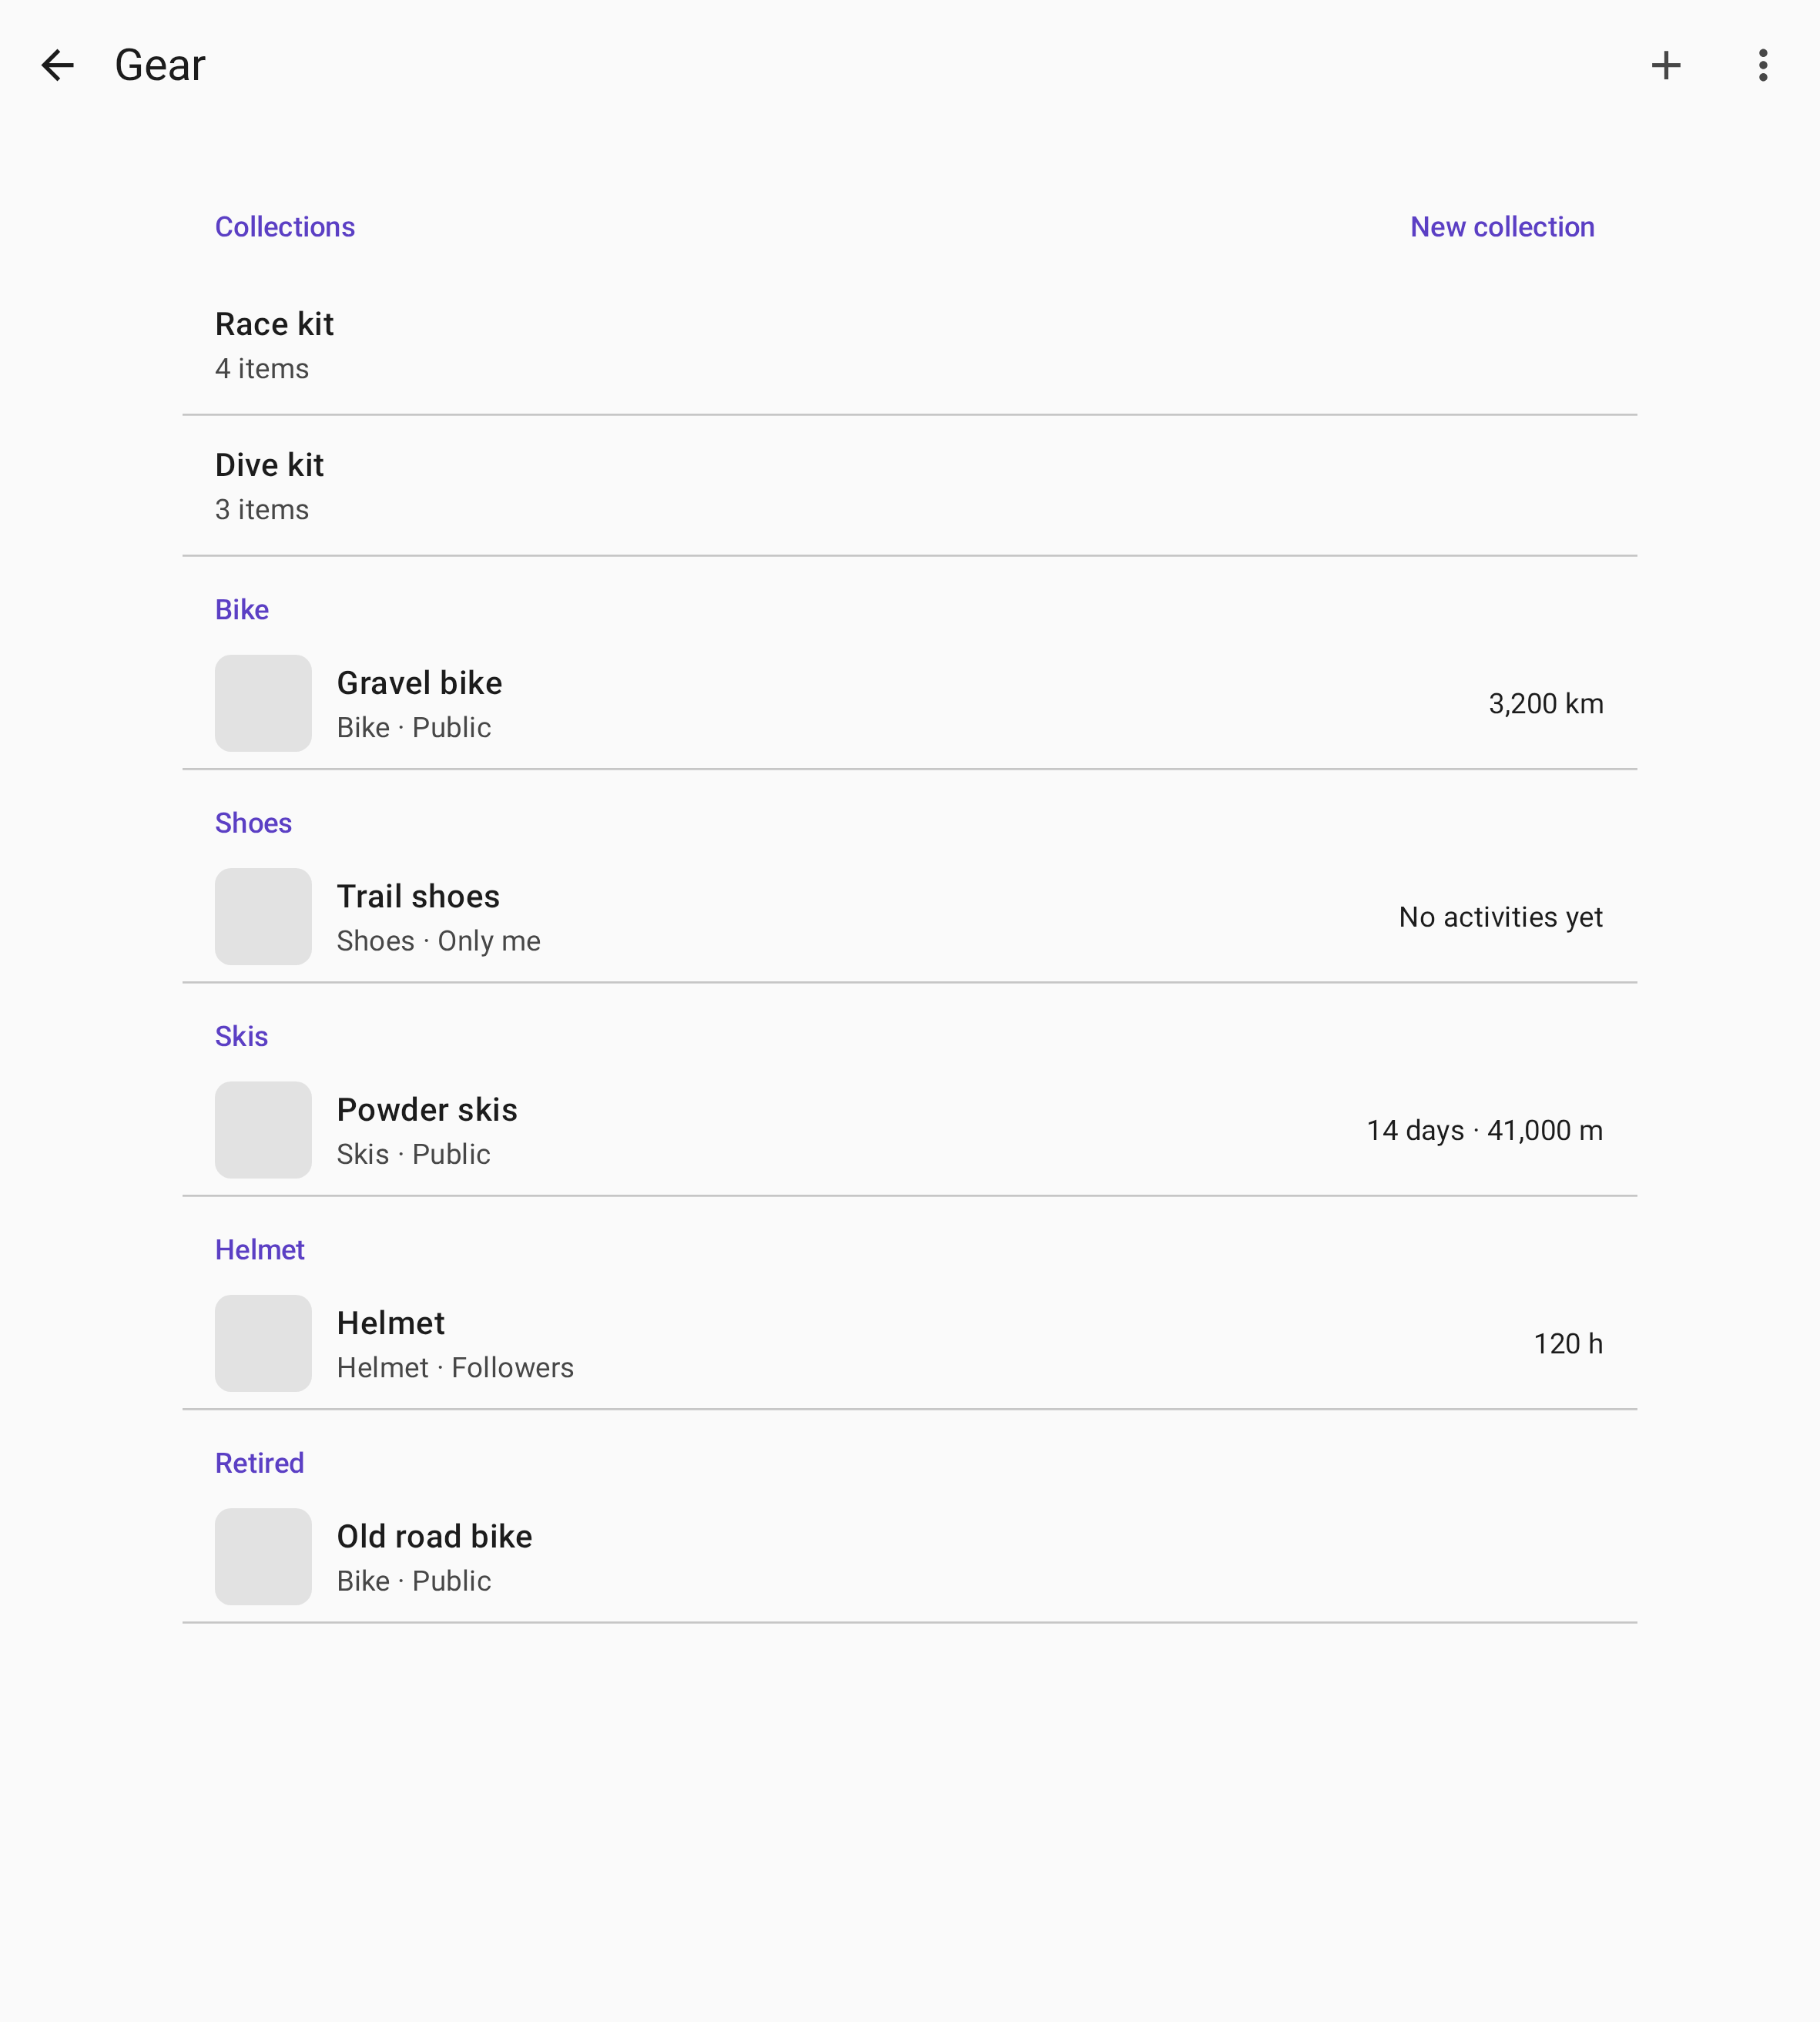 Gear
Collections
New collection
Race kit
4 items
Dive kit
3 items
Bike
Gravel bike
Bike · Public
3,200 km
Shoes
Trail shoes
Shoes · Only me
No activities yet
Skis
Powder skis
Skis · Public
14 days · 41,000 m
Helmet
Helmet
Helmet · Followers
120 h
Retired
Old road bike
Bike · Public